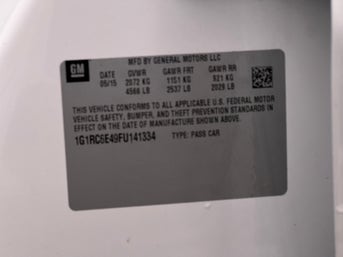 GM
MFD BY GENERAL MOTORS LLC
DATE GVWR GAWR FRT GAWR RR
05/15 2072 KG 1151 KG 921 KG
4568 LB 2537 LB 2029 LB
THIS VEHICLE CONFORMS TO ALL APPLICABLE U.S. FEDERAL MOTOR
VEHICLE SAFETY, BUMPER, AND THEFT PREVENTION STANDARDS IN
EFFECT ON THE DATE OF MANUFACTURE SHOWN ABOVE.
1G1RC6E49FU141334 TYPE: PASS CAR